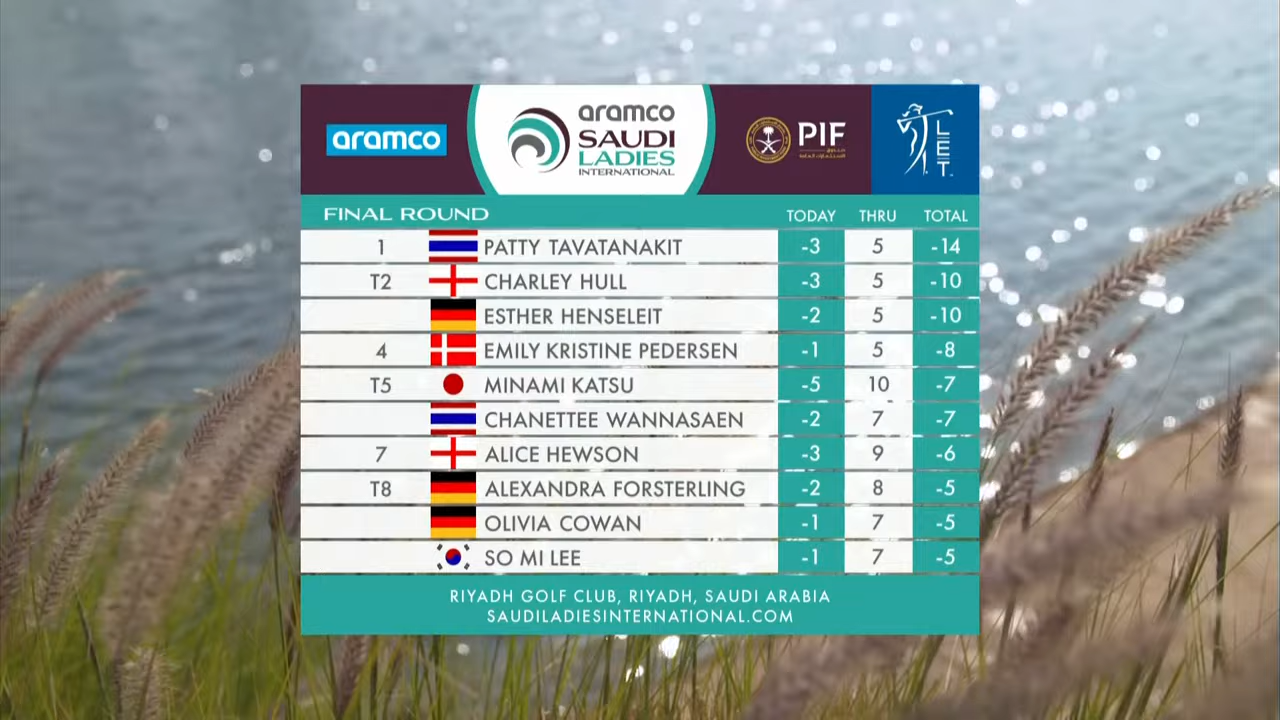 aramco
aramco
SAUDI
LADIES
INTERNATIONAL
PIF
LET
FINAL ROUND TODAY THRU TOTAL
1 PATTY TAVATANAKIT -3 5 -14
T2 CHARLEY HULL -3 5 -10
ESTHER HENSELEIT -2 5 -10
4 EMILY KRISTINE PEDERSEN -1 5 -8
T5 MINAMI KATSU -5 10 -7
CHANETTEE WANNASAEN -2 7 -7
7 ALICE HEWSON -3 9 -6
T8 ALEXANDRA FORSTERLING -2 8 -5
OLIVIA COWAN -1 7 -5
SO MI LEE -1 7 -5
RIYADH GOLF CLUB, RIYADH, SAUDI ARABIA
SAUDILADIESINTERNATIONAL.COM